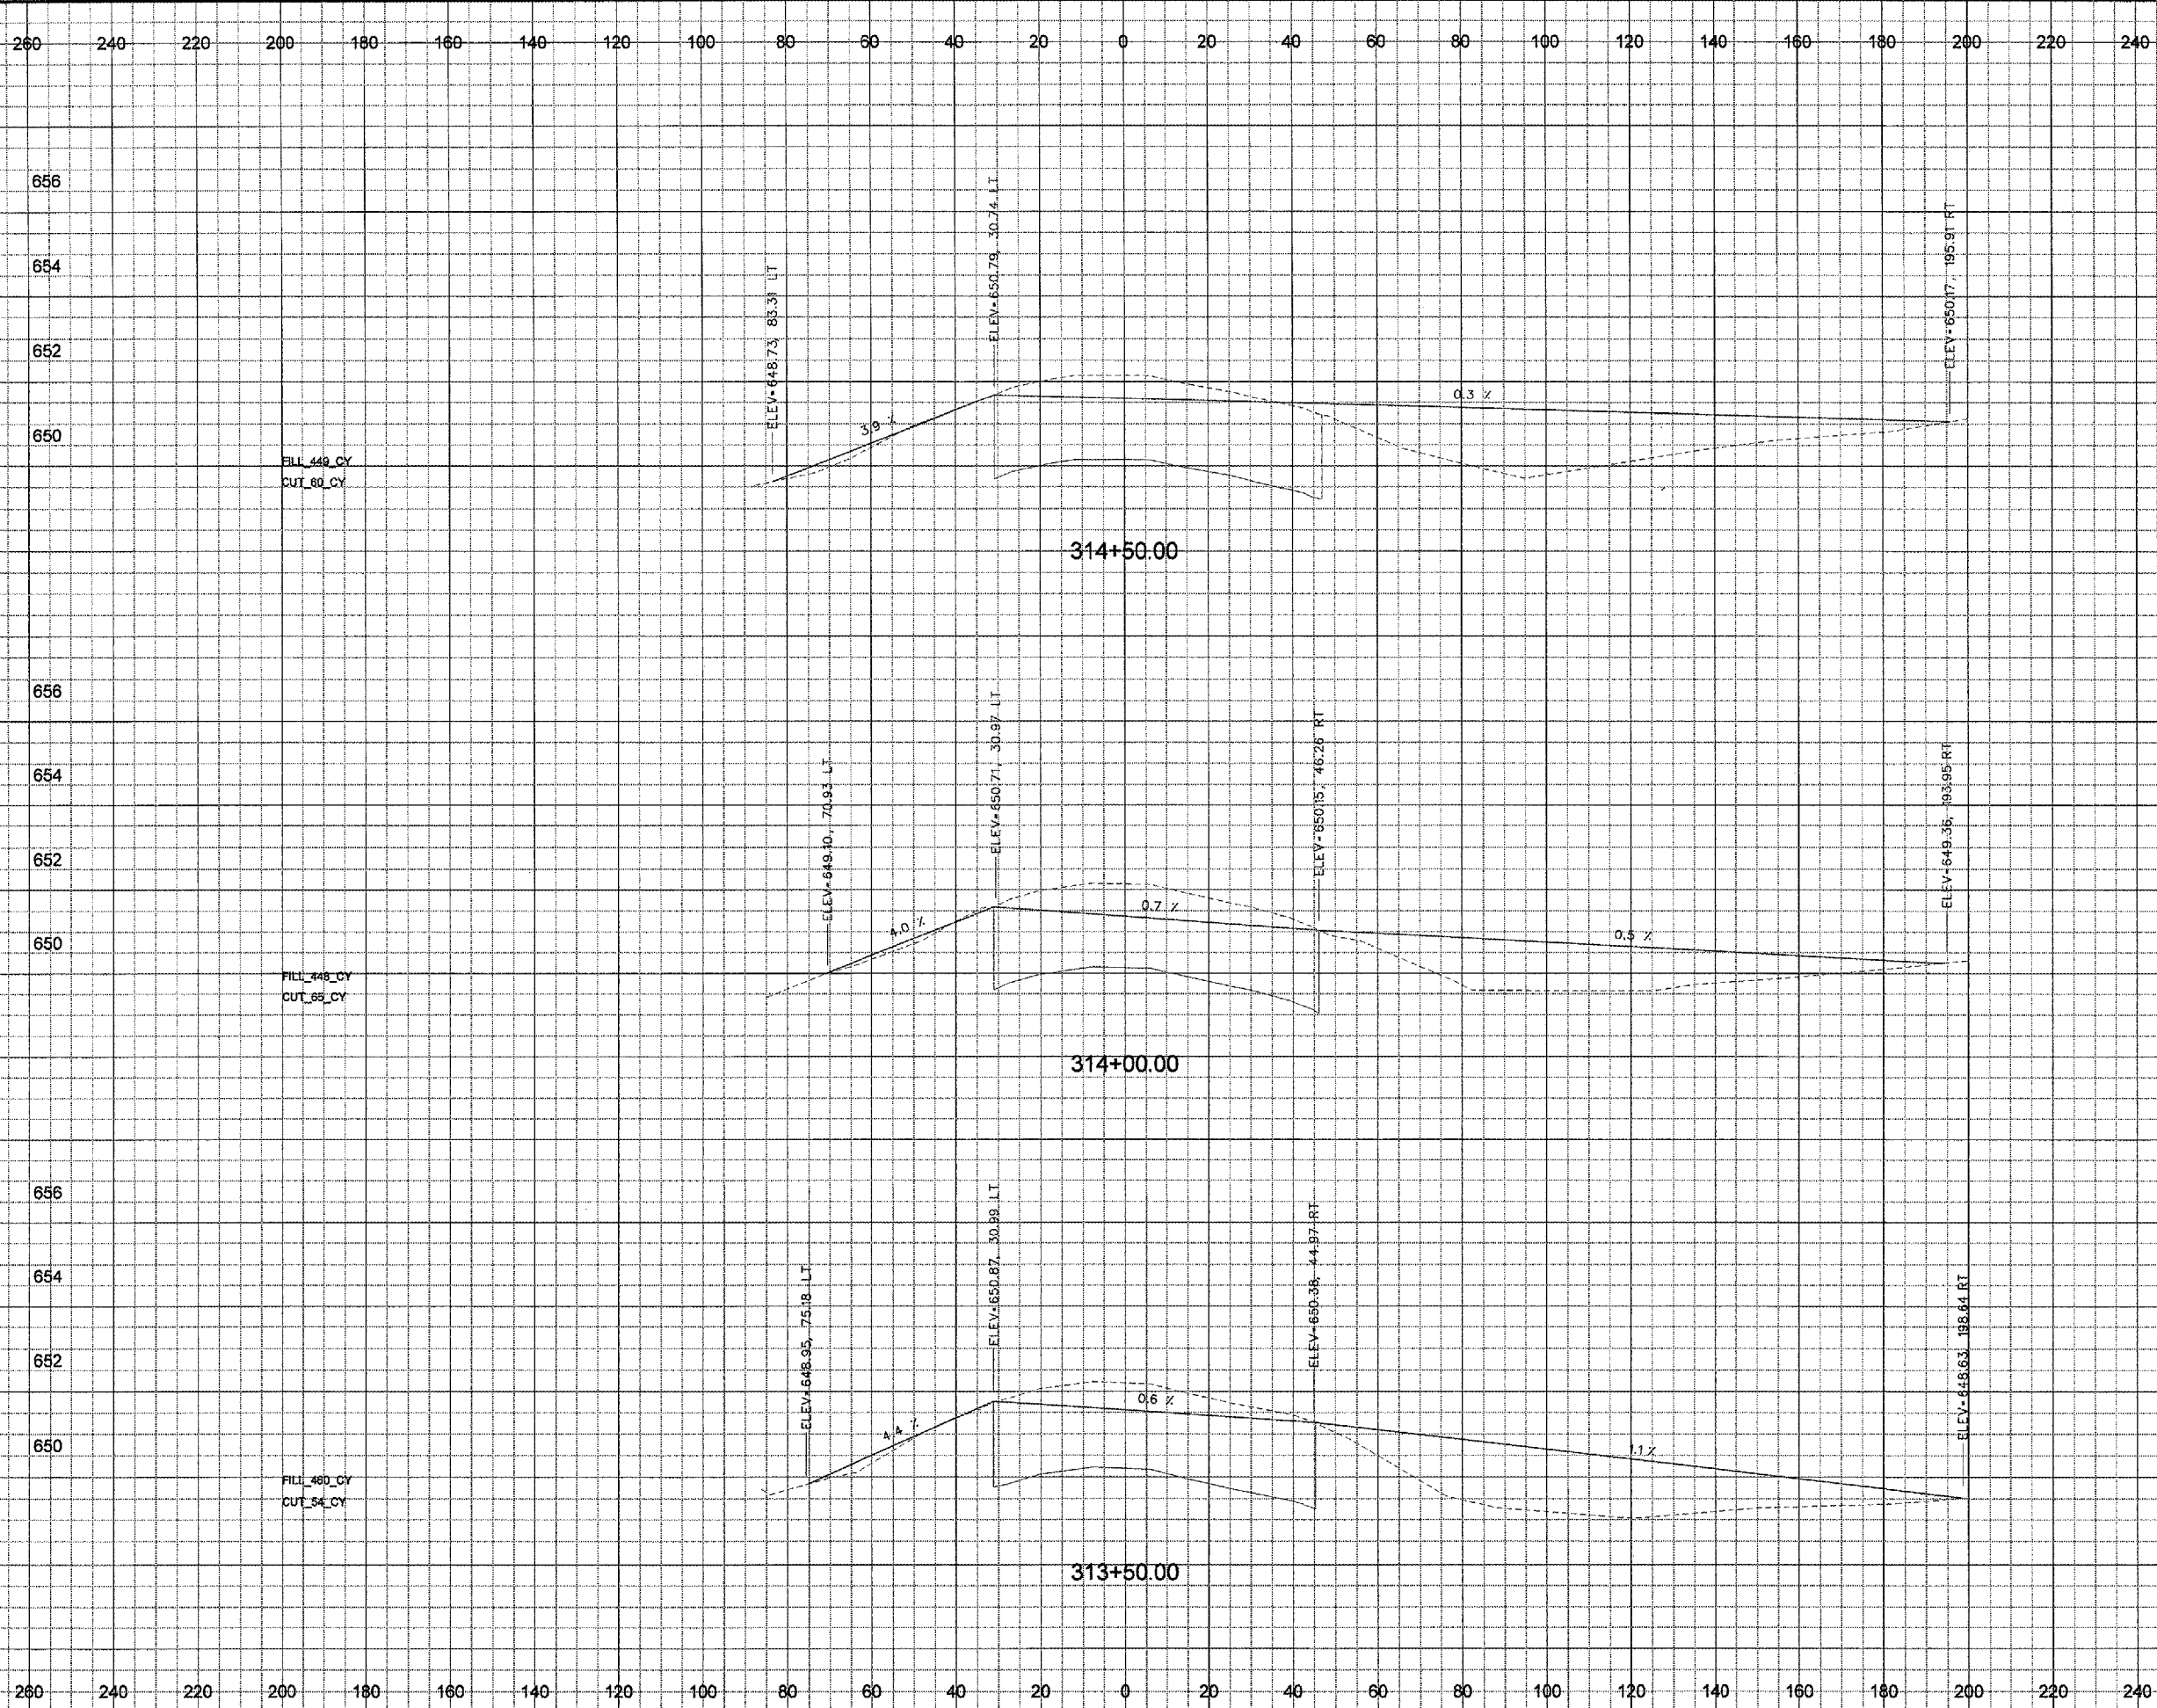 260 240 220 200 180 160 140 120 100 80 60 40 20 0 20 40 60 80 100 120 140 160 180 200 220 240
656
654
652
650
FILL_449_CY
CUT_60_CY
ELEV=648.73, 83.31 LT
3.9 %
ELEV=650.79, 30.74 LT
0.3 %
ELEV=650.17, 195.91 RT
314+50.00
656
654
652
650
FILL_448_CY
CUT_65_CY
ELEV=649.10, 70.93 LT
4.0 %
ELEV=650.71, 30.97 LT
0.7 %
ELEV=650.15, 46.26 RT
0.5 %
ELEV=649.36, 193.95 RT
314+00.00
656
654
652
650
FILL_460_CY
CUT_54_CY
ELEV=648.95, 75.18 LT
4.4 %
ELEV=650.87, 30.99 LT
0.6 %
ELEV=650.38, 44.97 RT
1.1 %
ELEV=648.63, 198.64 RT
313+50.00
260 240 220 200 180 160 140 120 100 80 60 40 20 0 20 40 60 80 100 120 140 160 180 200 220 240